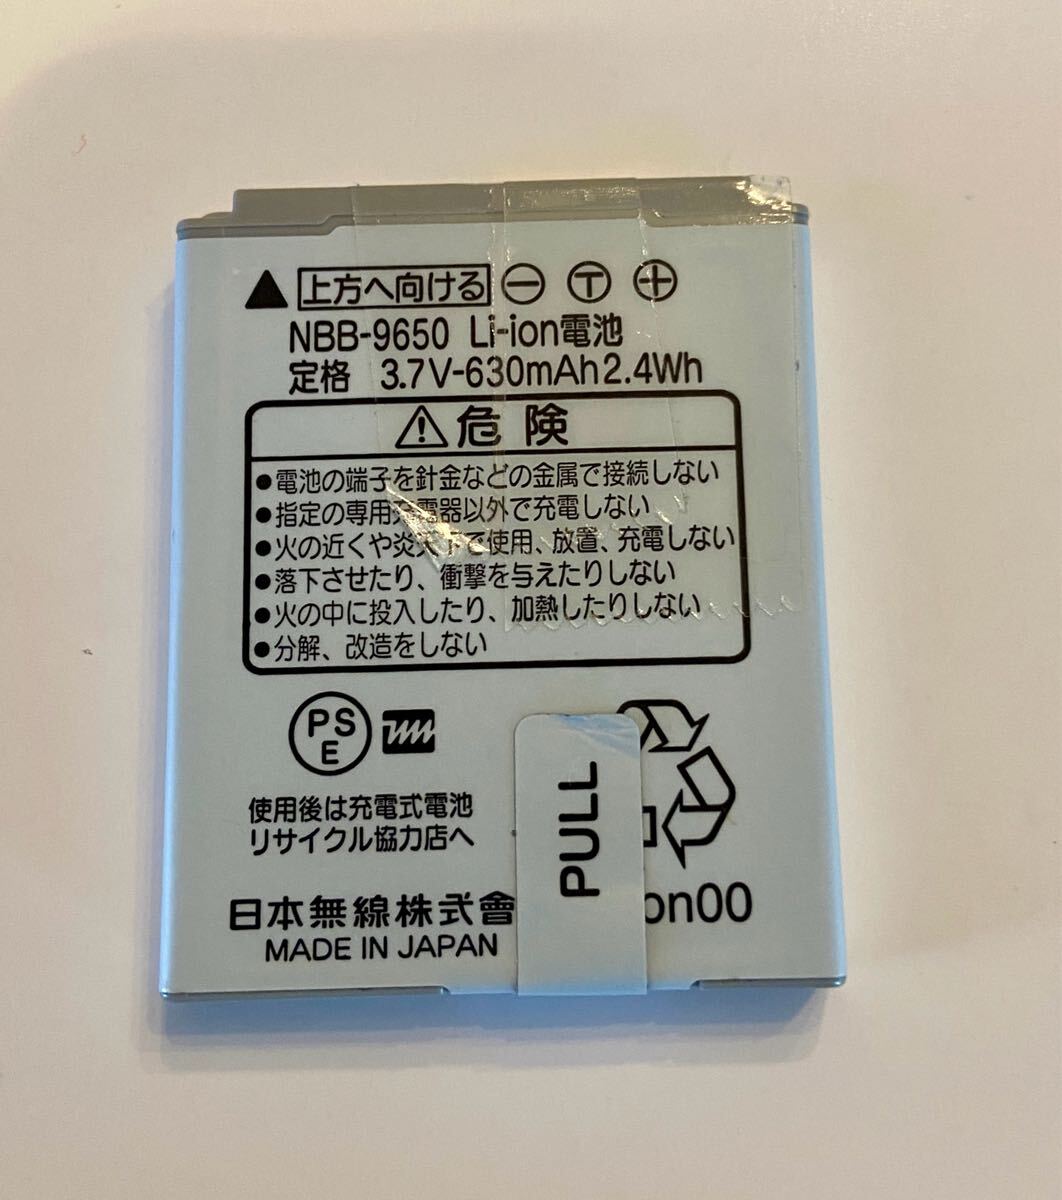 ▲上方へ向ける ⊖ Ⓣ ⊕
NBB-9650 Li-ion電池
定格 3.7V-630mAh2.4Wh
⚠危険
●電池の端子を針金などの金属で接続しない
●指定の専用充電器以外で充電しない
●火の近くや炎天下で使用、放置、充電しない
●落下させたり、衝撃を与えたりしない
●火の中に投入したり、加熱したりしない
●分解、改造をしない
PS
E
使用後は充電式電池
リサイクル協力店へ
PULL
日本無線株式會
on00
MADE IN JAPAN